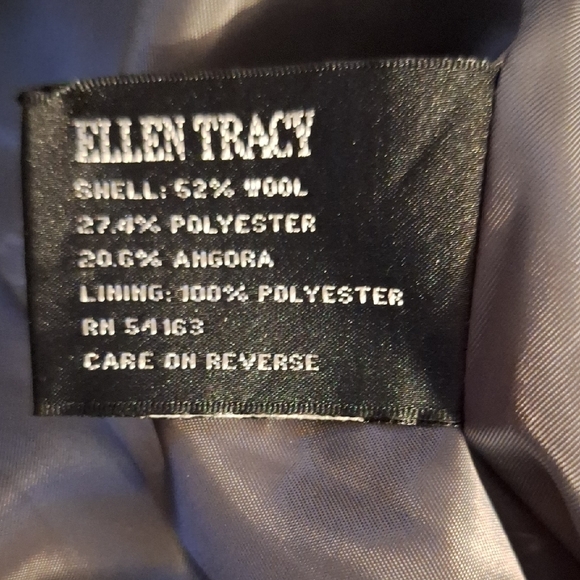 ELLEN TRACY
SHELL: 52% WOOL
27.4% POLYESTER
20.6% ANGORA
LINING: 100% POLYESTER
RN 54163
CARE ON REVERSE